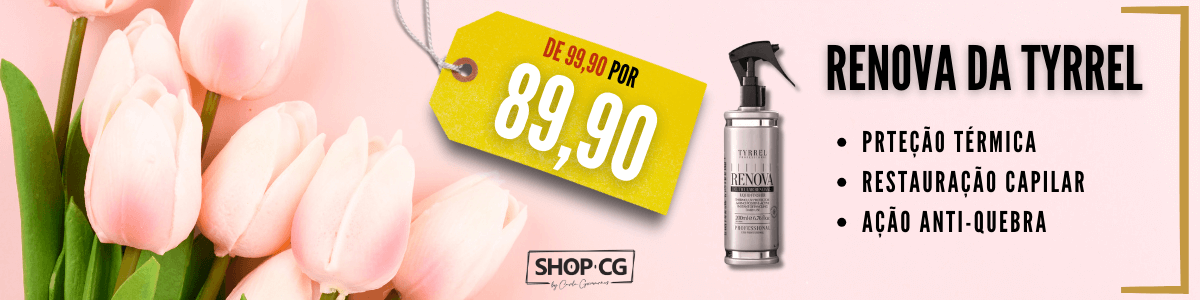 DE 99,90 POR
89,90
TYRREL
RENOVA
PROFESSIONAL
SHOP·CG
RENOVA DA TYRREL
PRTEÇÃO TÉRMICA
RESTAURAÇÃO CAPILAR
AÇÃO ANTI-QUEBRA